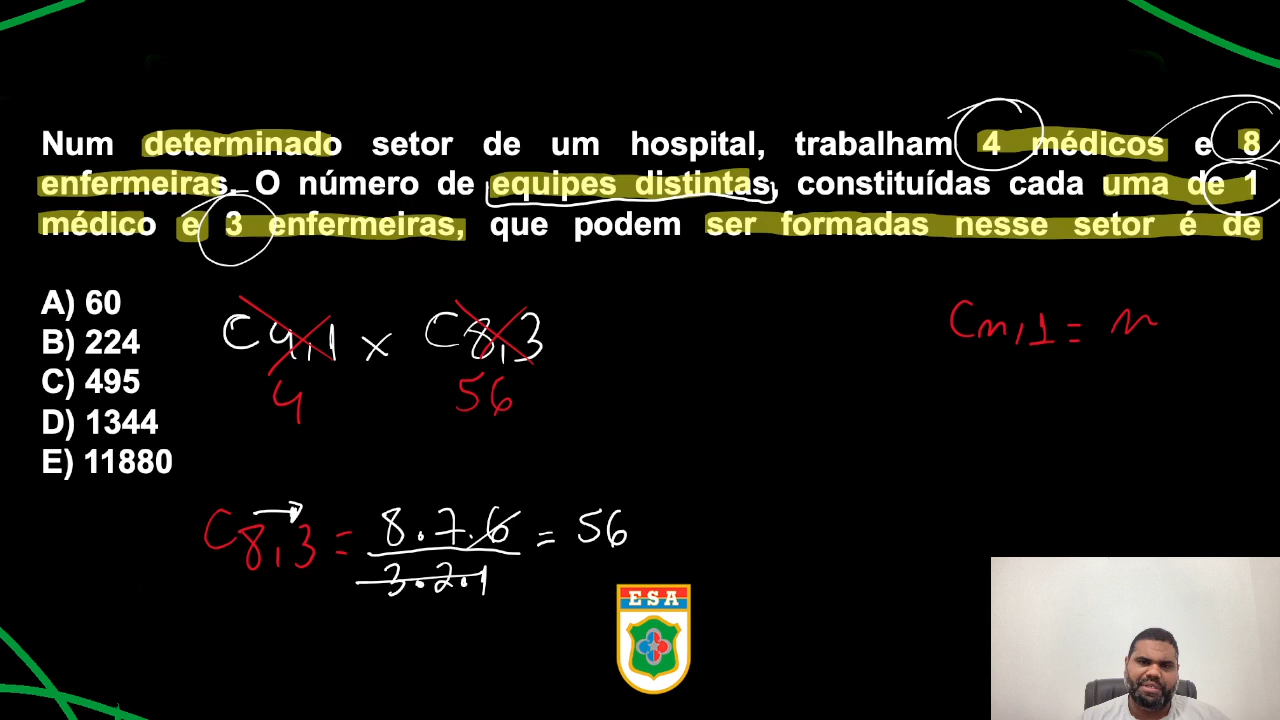 Num determinado setor de um hospital, trabalham 4 médicos e 8
enfermeiras. O número de equipes distintas, constituídas cada uma de 1
médico e 3 enfermeiras, que podem ser formadas nesse setor é de
A) 60
B) 224
C) 495
D) 1344
E) 11880
C4,1 x C8,3
4 56
Cn,1 = n
C8,3 = 8.7.6 / 3.2.1 = 56
ESA